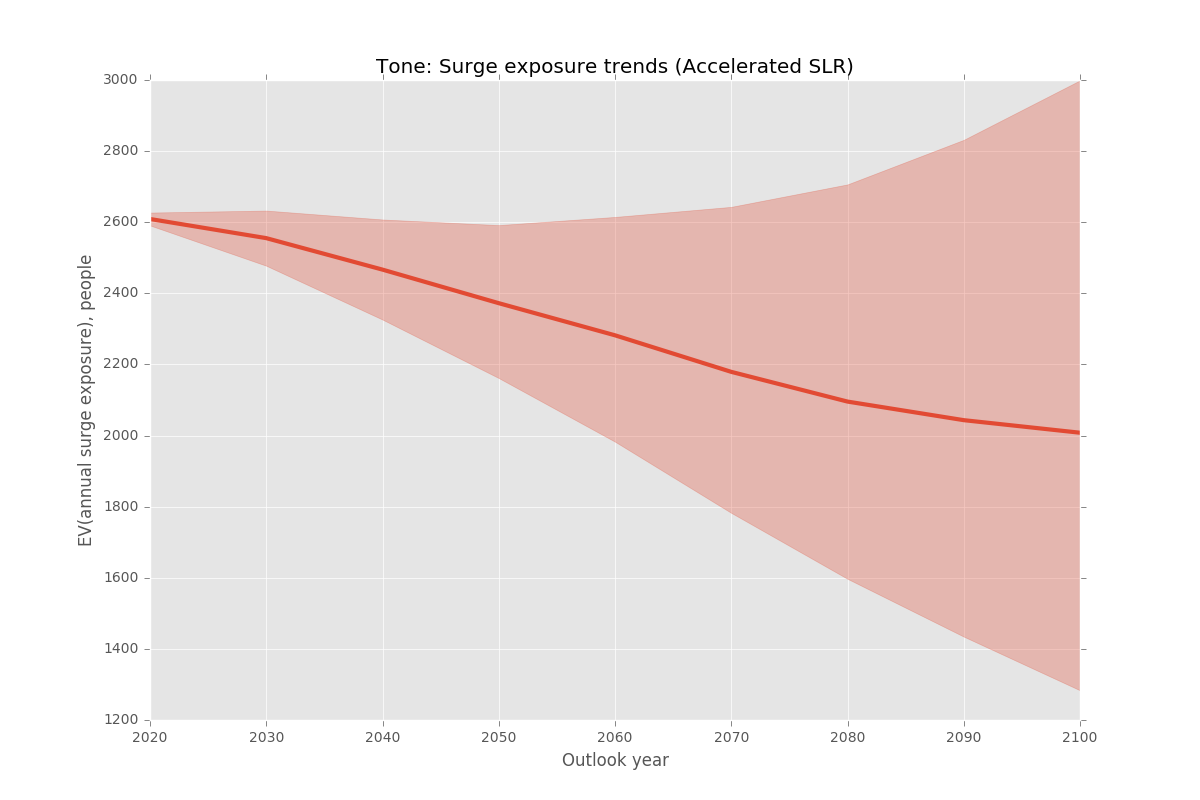 Tone: Surge exposure trends (Accelerated SLR)
3000
2800
2600
2400
2200
2000
1800
1600
1400
1200
EV(annual surge exposure), people
2020 2030 2040 2050 2060 2070 2080 2090 2100
Outlook year